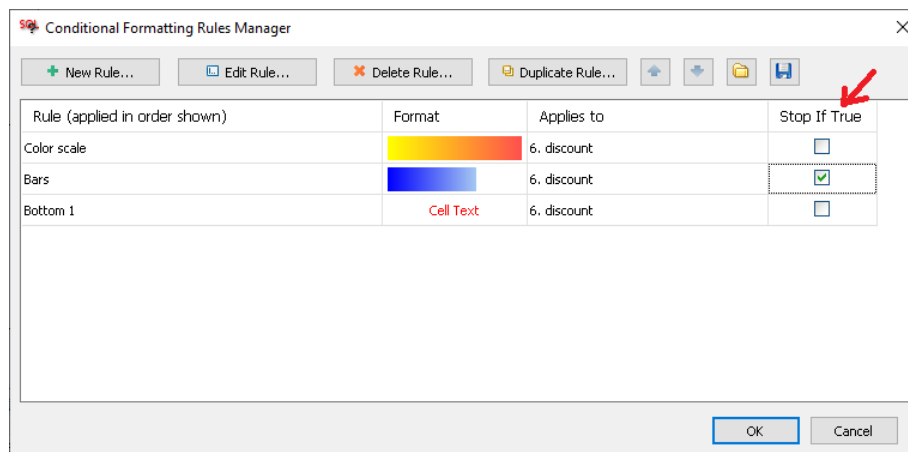 SQL Conditional Formatting Rules Manager
New Rule... Edit Rule... Delete Rule... Duplicate Rule...
Rule (applied in order shown) Format Applies to Stop If True
Color scale 6. discount
Bars 6. discount
Bottom 1 Cell Text 6. discount
OK Cancel